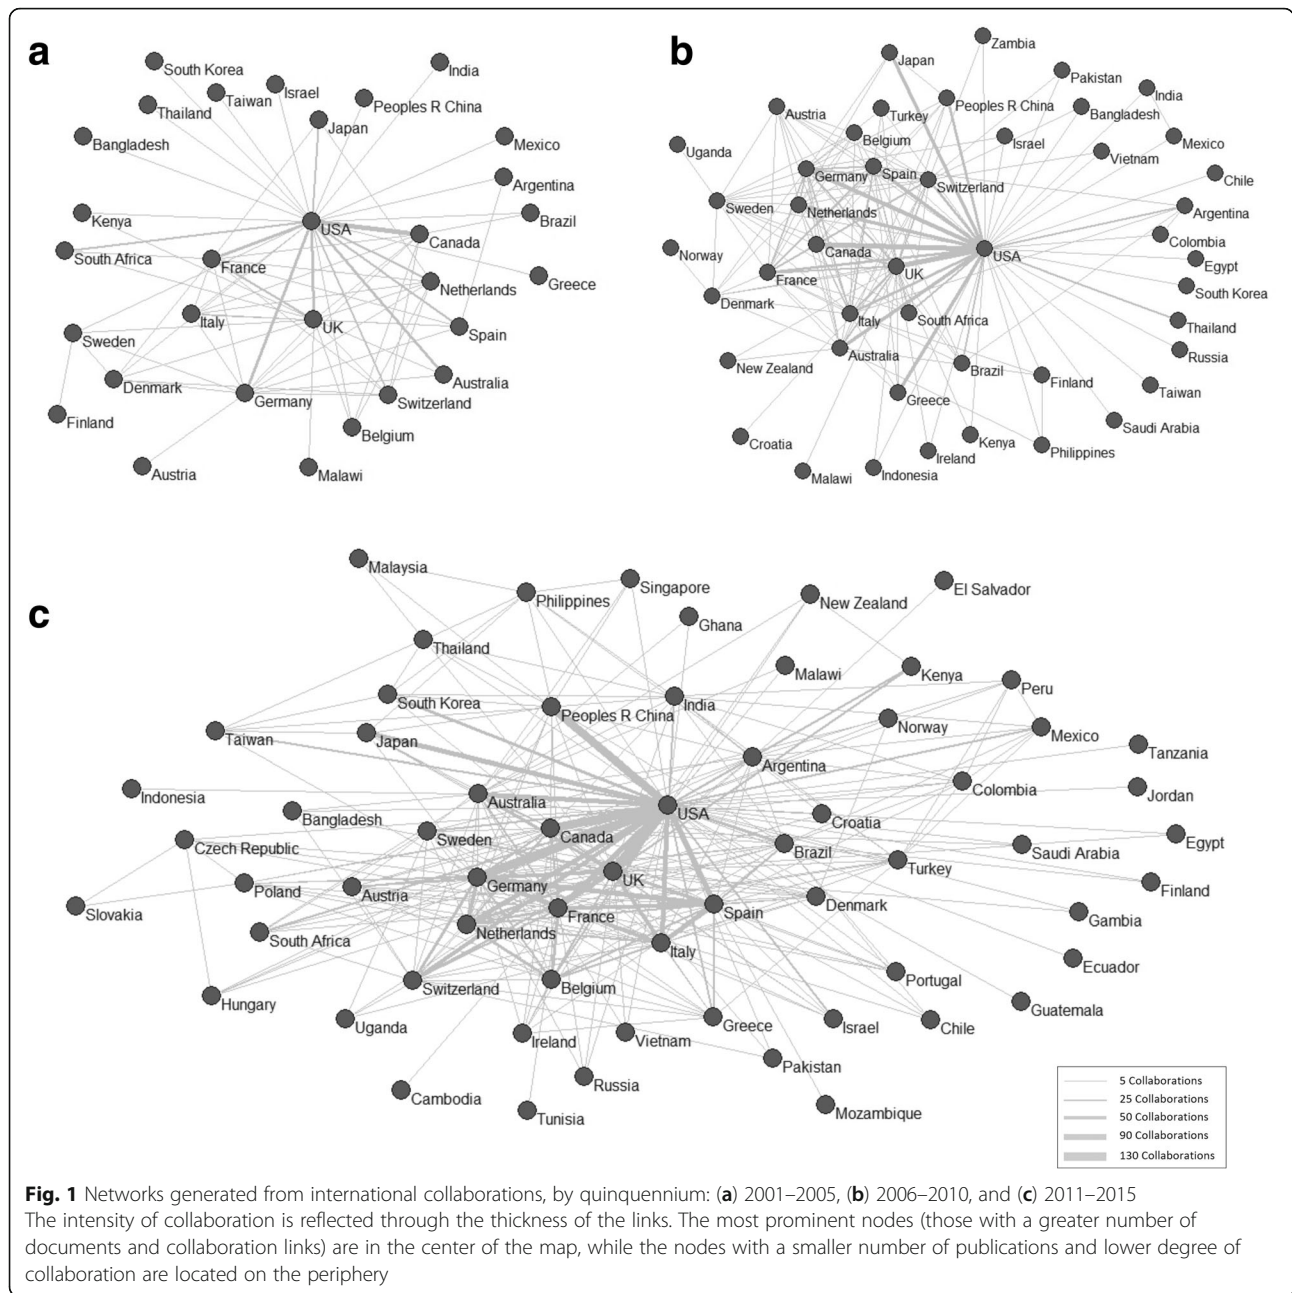 a
South Korea
India
Taiwan
Israel
Peoples R China
Thailand
Japan
Bangladesh
Mexico
Argentina
Kenya
Brazil
USA
Canada
South Africa
France
Greece
Netherlands
Italy
UK
Spain
Sweden
Australia
Denmark
Germany
Switzerland
Finland
Belgium
Austria
Malawi
b
Zambia
Japan
Pakistan
India
Peoples R China
Bangladesh
Austria
Turkey
Belgium
Israel
Mexico
Uganda
Vietnam
Germany
Spain
Switzerland
Chile
Sweden
Netherlands
Argentina
Colombia
Norway
Canada
USA
Egypt
UK
France
South Korea
Denmark
Italy
South Africa
Thailand
Australia
Russia
New Zealand
Brazil
Finland
Taiwan
Greece
Saudi Arabia
Croatia
Kenya
Ireland
Philippines
Malawi
Indonesia
c
Malaysia
Singapore
El Salvador
Philippines
New Zealand
Ghana
Thailand
Malawi
Kenya
Peru
South Korea
India
Peoples R China
Norway
Taiwan
Japan
Mexico
Tanzania
Argentina
Indonesia
Australia
Colombia
Jordan
Bangladesh
USA
Croatia
Sweden
Canada
Czech Republic
Brazil
Saudi Arabia
Egypt
Turkey
Poland
Austria
Germany
UK
Finland
Slovakia
France
Spain
Denmark
Gambia
South Africa
Netherlands
Italy
Ecuador
Switzerland
Belgium
Portugal
Hungary
Guatemala
Uganda
Ireland
Vietnam
Greece
Israel
Chile
Pakistan
Cambodia
Russia
Tunisia
Mozambique
5 Collaborations
25 Collaborations
50 Collaborations
90 Collaborations
130 Collaborations
Fig. 1 Networks generated from international collaborations, by quinquennium: (a) 2001–2005, (b) 2006–2010, and (c) 2011–2015
The intensity of collaboration is reflected through the thickness of the links. The most prominent nodes (those with a greater number of
documents and collaboration links) are in the center of the map, while the nodes with a smaller number of publications and lower degree of
collaboration are located on the periphery